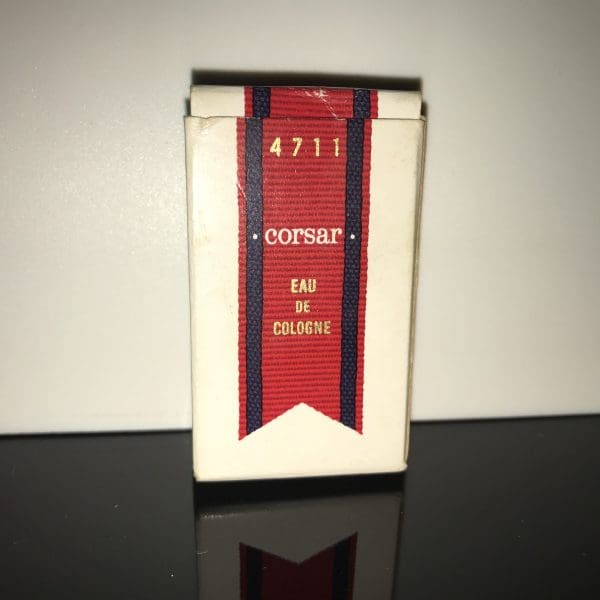 4711
· corsar ·
EAU
DE
COLOGNE